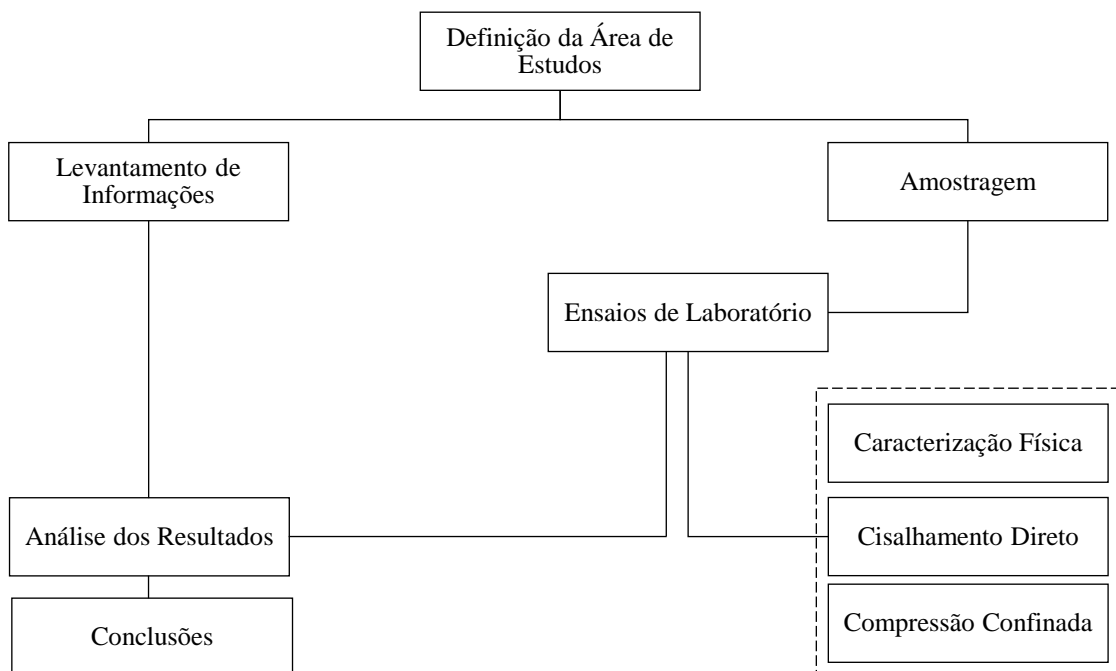 Definição da Área de
Estudos
Levantamento de
Informações
Amostragem
Ensaios de Laboratório
Caracterização Física
Análise dos Resultados
Cisalhamento Direto
Conclusões
Compressão Confinada